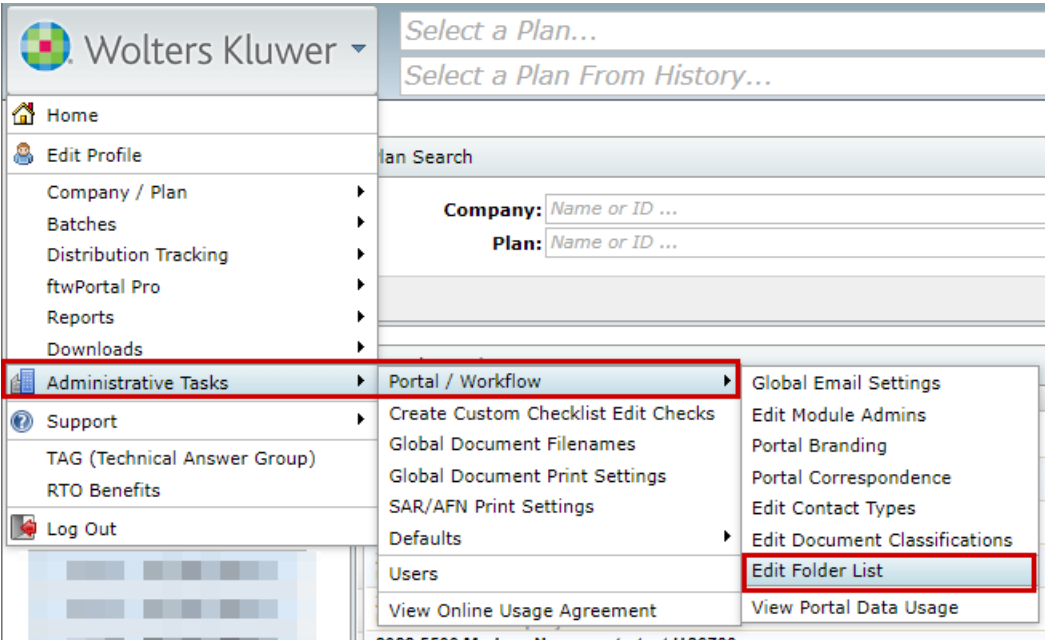 Wolters Kluwer
Select a Plan...
Select a Plan From History...
Home
Edit Profile
Company / Plan
Batches
Distribution Tracking
ftwPortal Pro
Reports
Downloads
Administrative Tasks
Support
TAG (Technical Answer Group)
RTO Benefits
Log Out
lan Search
Company: Name or ID ...
Plan: Name or ID ...
Portal / Workflow
Create Custom Checklist Edit Checks
Global Document Filenames
Global Document Print Settings
SAR/AFN Print Settings
Defaults
Users
View Online Usage Agreement
Global Email Settings
Edit Module Admins
Portal Branding
Portal Correspondence
Edit Contact Types
Edit Document Classifications
Edit Folder List
View Portal Data Usage